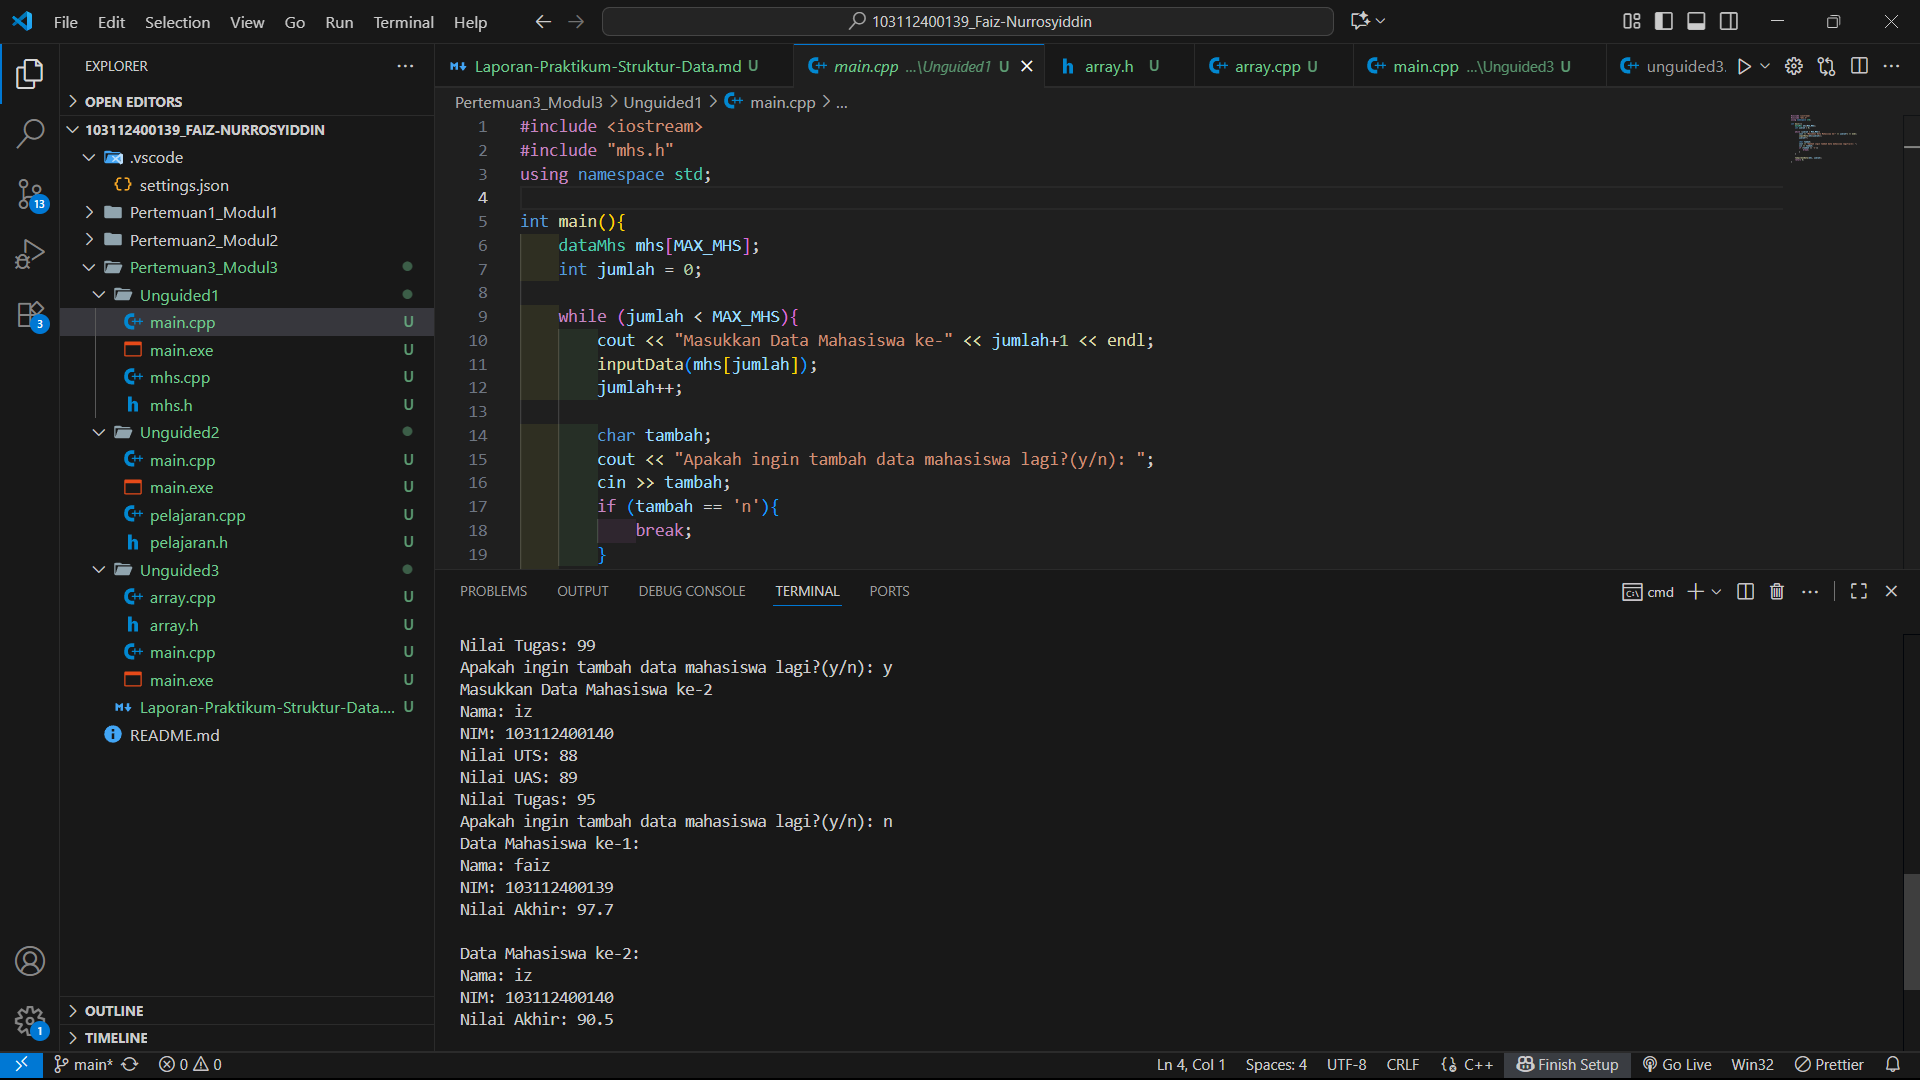 File Edit Selection View Go Run Terminal Help
103112400139_Faiz-Nurrosyiddin
EXPLORER
OPEN EDITORS
103112400139_FAIZ-NURROSYIDDIN
.vscode
settings.json
Pertemuan1_Modul1
Pertemuan2_Modul2
Pertemuan3_Modul3
Unguided1
main.cpp U
main.exe U
mhs.cpp U
mhs.h U
Unguided2
main.cpp U
main.exe U
pelajaran.cpp U
pelajaran.h U
Unguided3
array.cpp U
array.h U
main.cpp U
main.exe U
Laporan-Praktikum-Struktur-Data.... U
README.md
OUTLINE
TIMELINE
13
3
1
Laporan-Praktikum-Struktur-Data.md U
main.cpp ...\Unguided1 U
array.h U
array.cpp U
main.cpp ...\Unguided3 U
unguided3.
Pertemuan3_Modul3 > Unguided1 > main.cpp > ...
1 #include <iostream>
2 #include "mhs.h"
3 using namespace std;
4
5 int main(){
6 dataMhs mhs[MAX_MHS];
7 int jumlah = 0;
8
9 while (jumlah < MAX_MHS){
10 cout << "Masukkan Data Mahasiswa ke-" << jumlah+1 << endl;
11 inputData(mhs[jumlah]);
12 jumlah++;
13
14 char tambah;
15 cout << "Apakah ingin tambah data mahasiswa lagi?(y/n): ";
16 cin >> tambah;
17 if (tambah == 'n'){
18 break;
19 }
PROBLEMS OUTPUT DEBUG CONSOLE TERMINAL PORTS
cmd
Nilai Tugas: 99
Apakah ingin tambah data mahasiswa lagi?(y/n): y
Masukkan Data Mahasiswa ke-2
Nama: iz
NIM: 103112400140
Nilai UTS: 88
Nilai UAS: 89
Nilai Tugas: 95
Apakah ingin tambah data mahasiswa lagi?(y/n): n
Data Mahasiswa ke-1:
Nama: faiz
NIM: 103112400139
Nilai Akhir: 97.7
Data Mahasiswa ke-2:
Nama: iz
NIM: 103112400140
Nilai Akhir: 90.5
main* 0 0
Ln 4, Col 1 Spaces: 4 UTF-8 CRLF {} C++ Finish Setup Go Live Win32 Prettier